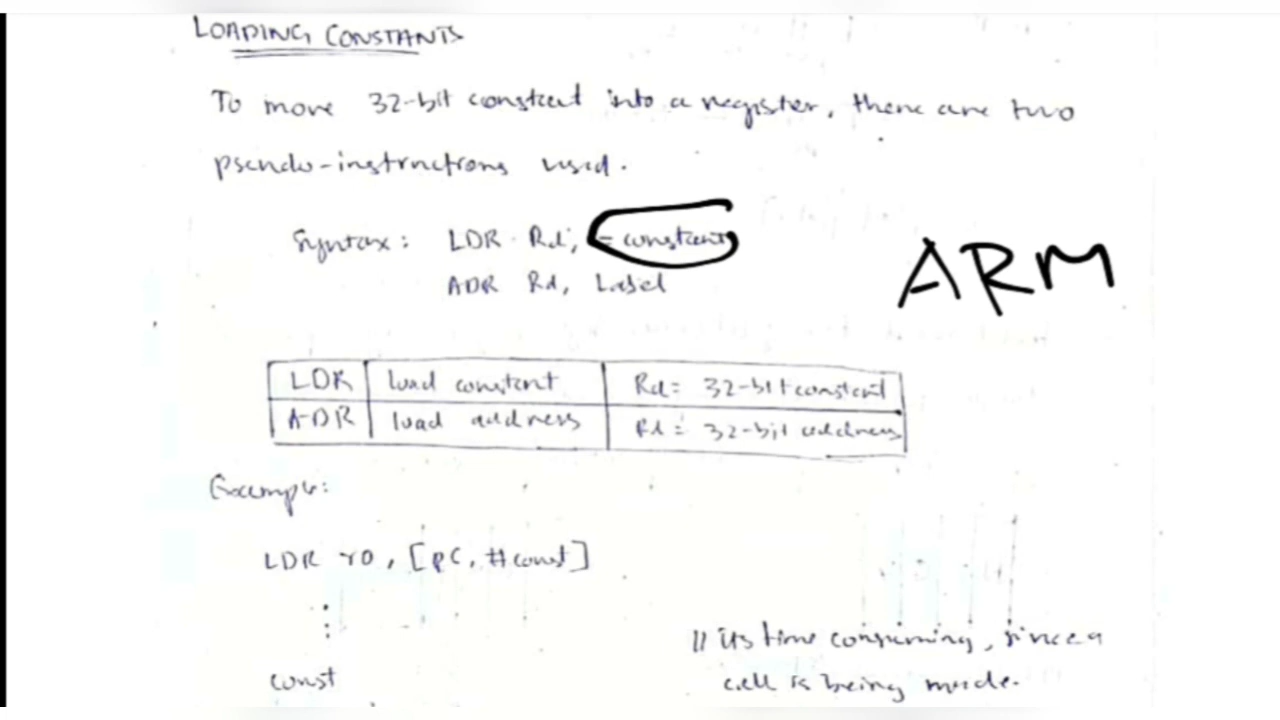 LOADING CONSTANTS
To move 32-bit constant into a register, there are two
pseudo-instructions used.
Syntax: LDR Rd, =constant
ADR Rd, Label
ARM
LDR load constant Rd= 32-bit constant
ADR load address Rd= 32-bit address
Example:
LDR r0, [pc, #const]
⋮
const
// its time consuming, since a
call is being made.